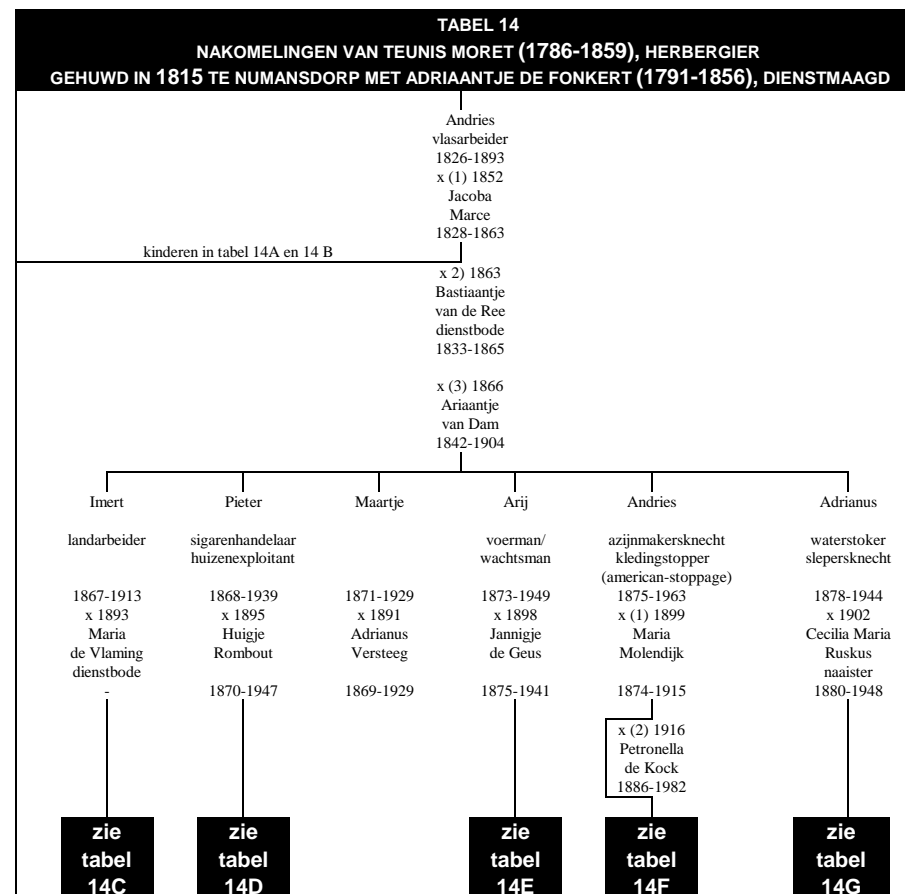 TABEL 14
NAKOMELINGEN VAN TEUNIS MORET (1786-1859), HERBERGIER
GEHUWD IN 1815 TE NUMANSDORP MET ADRIAANTJE DE FONKERT (1791-1856), DIENSTMAAGD
Andries
vlasarbeider
1826-1893
x (1) 1852
Jacoba
Marce
1828-1863
kinderen in tabel 14A en 14 B
x 2) 1863
Bastiaantje
van de Ree
dienstbode
1833-1865
x (3) 1866
Ariaantje
van Dam
1842-1904
Imert
landarbeider
1867-1913
x 1893
Maria
de Vlaming
dienstbode
-
zie
tabel
14C
Pieter
sigarenhandelaar
huizenexploitant
1868-1939
x 1895
Huigje
Rombout
1870-1947
zie
tabel
14D
Maartje
1871-1929
x 1891
Adrianus
Versteeg
1869-1929
Arij
voerman/
wachtsman
1873-1949
x 1898
Jannigje
de Geus
1875-1941
zie
tabel
14E
Andries
azijnmakersknecht
kledingstopper
(american-stoppage)
1875-1963
x (1) 1899
Maria
Molendijk
1874-1915
x (2) 1916
Petronella
de Kock
1886-1982
zie
tabel
14F
Adrianus
waterstoker
slepersknecht
1878-1944
x 1902
Cecilia Maria
Ruskus
naaister
1880-1948
zie
tabel
14G